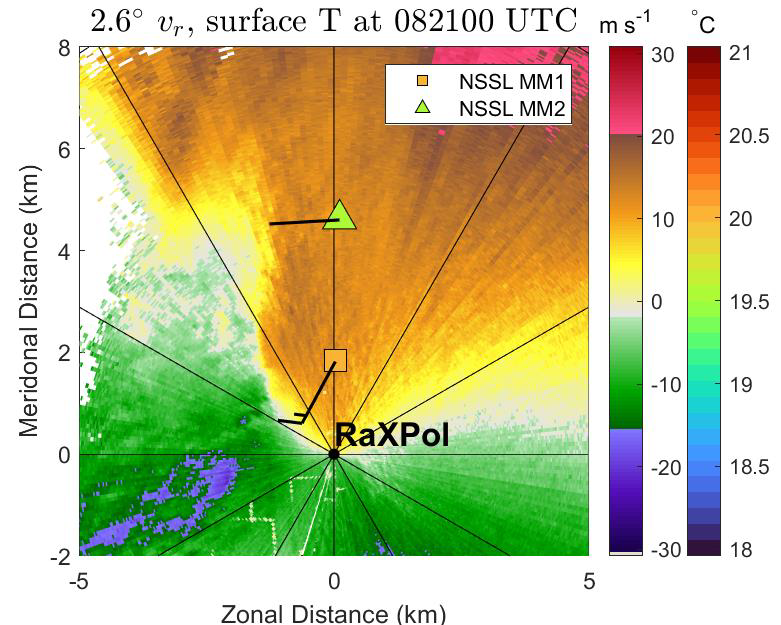 2.6° v_r, surface T at 082100 UTC
m s⁻¹
°C
8
6
4
2
0
-2
Meridonal Distance (km)
-5
0
5
Zonal Distance (km)
NSSL MM1
NSSL MM2
RaXPol
30
20
10
0
-10
-20
-30
21
20.5
20
19.5
19
18.5
18